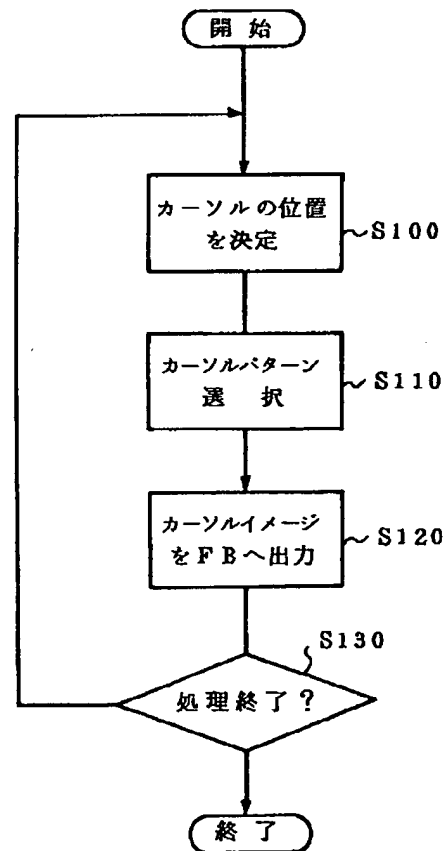 開始
カーソルの位置
を決定
S100
カーソルパターン
選択
S110
カーソルイメージ
をFBへ出力
S120
S130
処理終了?
終了